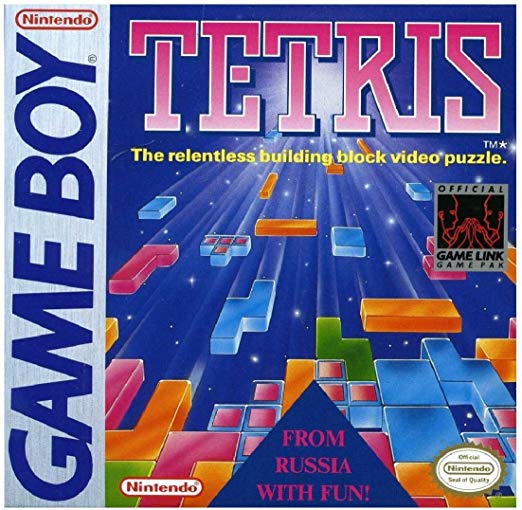 Nintendo
GAME BOY
®
TETRIS
TM*
The relentless building block video puzzle.
OFFICIAL
GAME LINK
GAME PAK
FROM
RUSSIA
WITH FUN!
Nintendo
Official
Nintendo
Seal of Quality